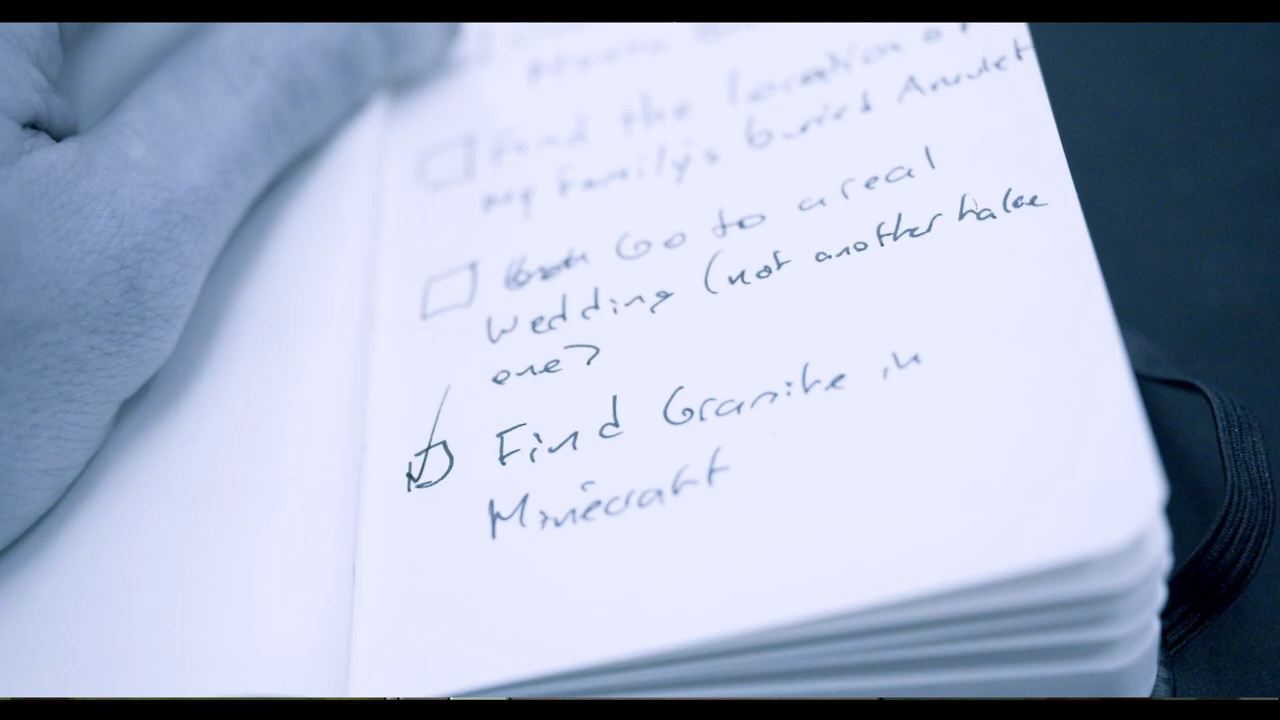 Find the location of
my family's buried Amulet
☐ Go to a real
Wedding (not another false
one)
☑ Find Granite in
Minecraft